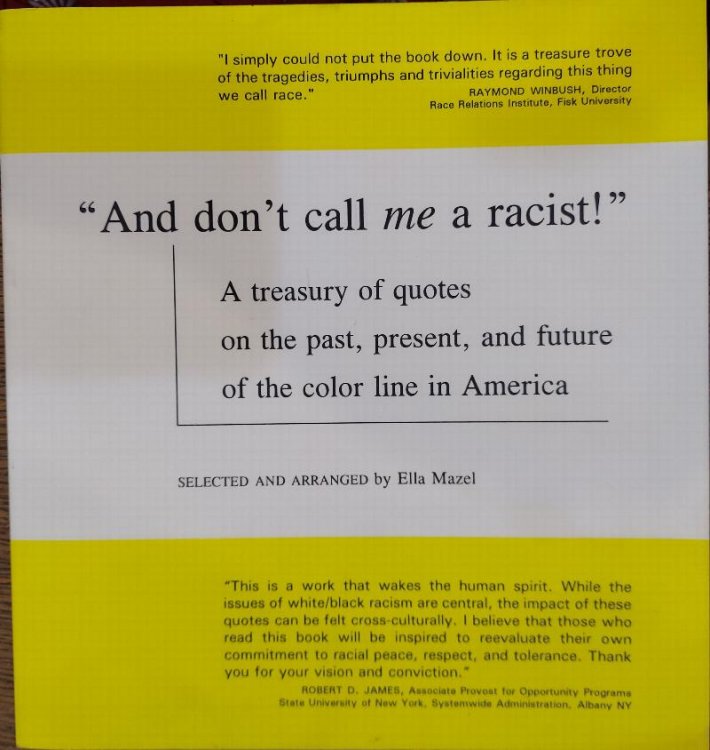 "I simply could not put the book down. It is a treasure trove
of the tragedies, triumphs and trivialities regarding this thing
we call race."
RAYMOND WINBUSH, Director
Race Relations Institute, Fisk University
“And don’t call me a racist!”
A treasury of quotes
on the past, present, and future
of the color line in America
SELECTED AND ARRANGED by Ella Mazel
"This is a work that wakes the human spirit. While the
issues of white/black racism are central, the impact of these
quotes can be felt cross-culturally. I believe that those who
read this book will be inspired to reevaluate their own
commitment to racial peace, respect, and tolerance. Thank
you for your vision and conviction."
ROBERT D. JAMES, Associate Provost for Opportunity Programs
State University of New York, Systemwide Administration, Albany NY